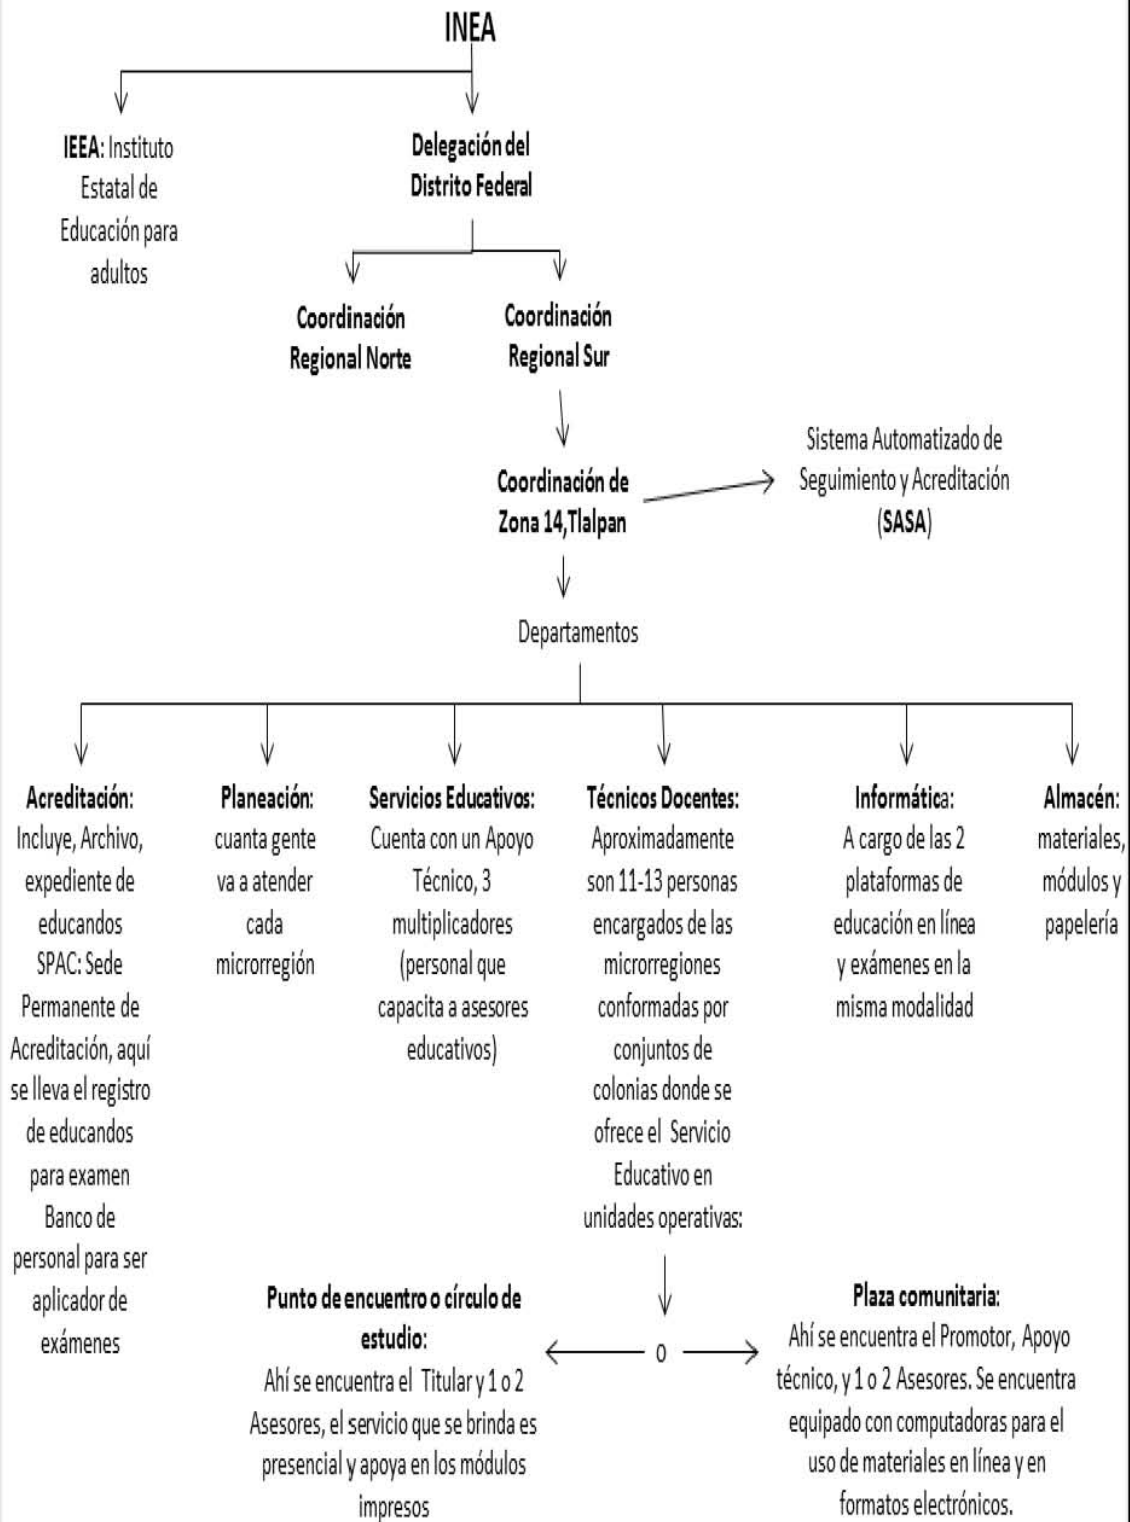 INEA
IEEA: Instituto
Estatal de
Educación para
adultos
Delegación del
Distrito Federal
Coordinación
Regional Norte
Coordinación
Regional Sur
Coordinación de
Zona 14,Tlalpan
Sistema Automatizado de
Seguimiento y Acreditación
(SASA)
Departamentos
Acreditación:
Incluye, Archivo,
expediente de
educandos
SPAC: Sede
Permanente de
Acreditación, aquí
se lleva el registro
de educandos
para examen
Banco de
personal para ser
aplicador de
exámenes
Planeación:
cuanta gente
va a atender
cada
microrregión
Servicios Educativos:
Cuenta con un Apoyo
Técnico, 3
multiplicadores
(personal que
capacita a asesores
educativos)
Técnicos Docentes:
Aproximadamente
son 11-13 personas
encargados de las
microrregiones
conformadas por
conjuntos de
colonias donde se
ofrece el Servicio
Educativo en
unidades operativas:
Informática:
A cargo de las 2
plataformas de
educación en línea
y exámenes en la
misma modalidad
Almacén:
materiales,
módulos y
papelería
Punto de encuentro o círculo de
estudio:
Ahí se encuentra el Titular y 1 o 2
Asesores, el servicio que se brinda es
presencial y apoya en los módulos
impresos
O
Plaza comunitaria:
Ahí se encuentra el Promotor, Apoyo
técnico, y 1 o 2 Asesores. Se encuentra
equipado con computadoras para el
uso de materiales en línea y en
formatos electrónicos.